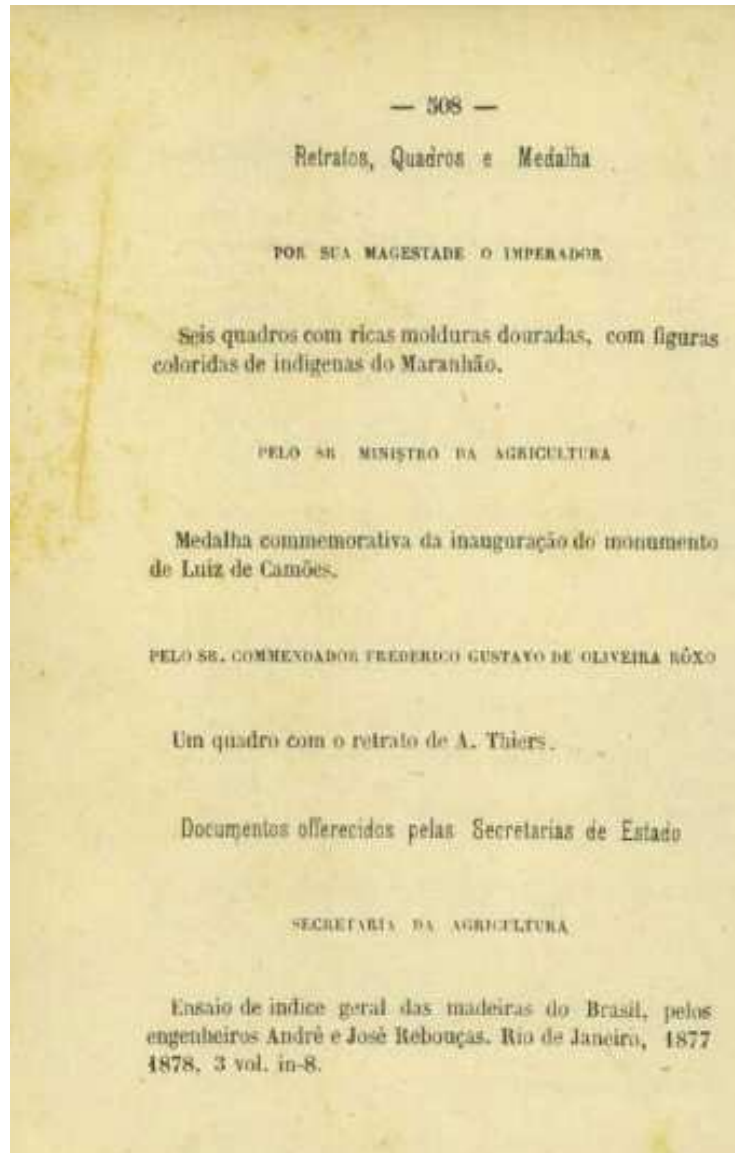 — 508 —
Retratos, Quadros e Medalha
POR SUA MAGESTADE O IMPERADOR
Seis quadros com ricas molduras douradas, com figuras
coloridas de indigenas do Maranhão.
PELO SR MINISTRO DA AGRICULTURA
Medalha commemorativa da inauguração do monumento
de Luiz de Camões.
PELO SR. COMMENDADOR FREDERICO GUSTAVO DE OLIVEIRA RÔXO
Um quadro com o retrato de A. Thiers.
Documentos offerecidos pelas Secretarias de Estado
SECRETARIA DA AGRICULTURA
Ensaio de indice geral das madeiras do Brasil, pelos
engenheiros André e José Rebouças. Rio de Janeiro, 1877
1878. 3 vol. in-8.